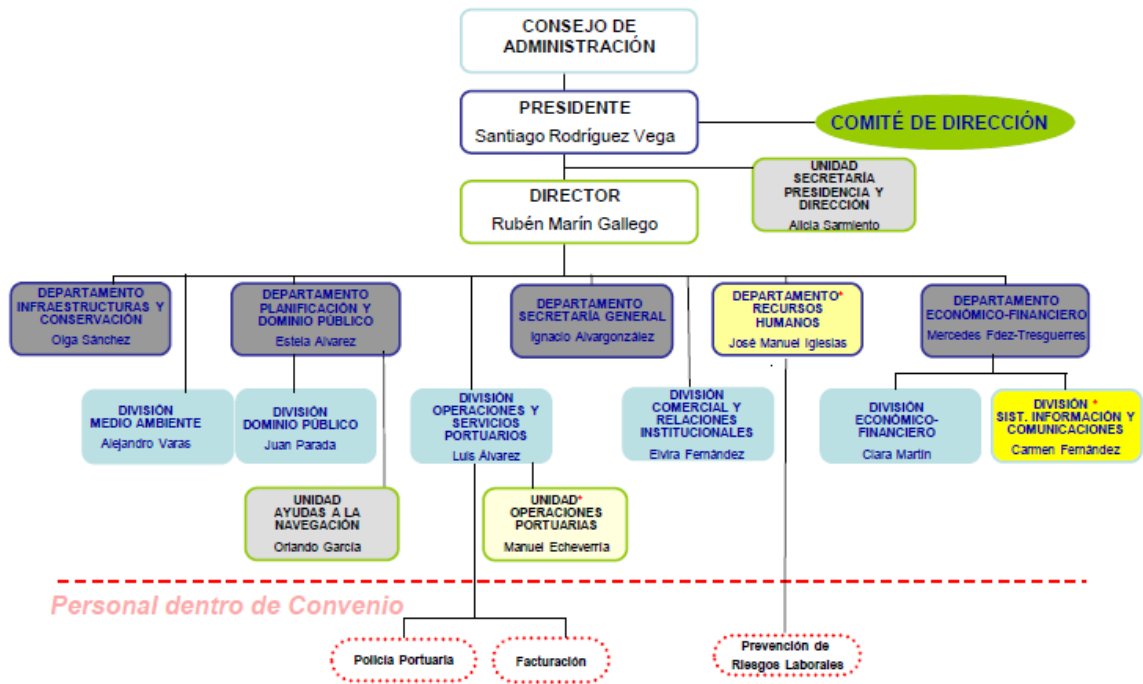 CONSEJO DE
ADMINISTRACIÓN
PRESIDENTE
Santiago Rodríguez Vega
COMITÉ DE DIRECCIÓN
UNIDAD
SECRETARÍA
PRESIDENCIA Y
DIRECCIÓN
Alicia Sarmiento
DIRECTOR
Rubén Marín Gallego
DEPARTAMENTO
INFRAESTRUCTURAS Y
CONSERVACIÓN
Olga Sánchez
DEPARTAMENTO
PLANIFICACIÓN Y
DOMINIO PÚBLICO
Estela Alvarez
DEPARTAMENTO
SECRETARÍA GENERAL
Ignacio Alvargonzález
DEPARTAMENTO*
RECURSOS
HUMANOS
José Manuel Iglesias
DEPARTAMENTO
ECONÓMICO-FINANCIERO
Mercedes Fdez-Tresguerres
DIVISIÓN
MEDIO AMBIENTE
Alejandro Varas
DIVISIÓN
DOMINIO PÚBLICO
Juan Parada
DIVISIÓN
OPERACIONES Y
SERVICIOS
PORTUARIOS
Luis Álvarez
DIVISIÓN
COMERCIAL Y
RELACIONES
INSTITUCIONALES
Elvira Fernández
DIVISIÓN
ECONÓMICO-
FINANCIERO
Clara Martín
DIVISIÓN *
SIST. INFORMACIÓN Y
COMUNICACIONES
Carmen Fernández
UNIDAD
AYUDAS A LA
NAVEGACIÓN
Orlando García
UNIDAD*
OPERACIONES
PORTUARIAS
Manuel Echeverría
Personal dentro de Convenio
Policía Portuaria
Facturación
Prevención de
Riesgos Laborales